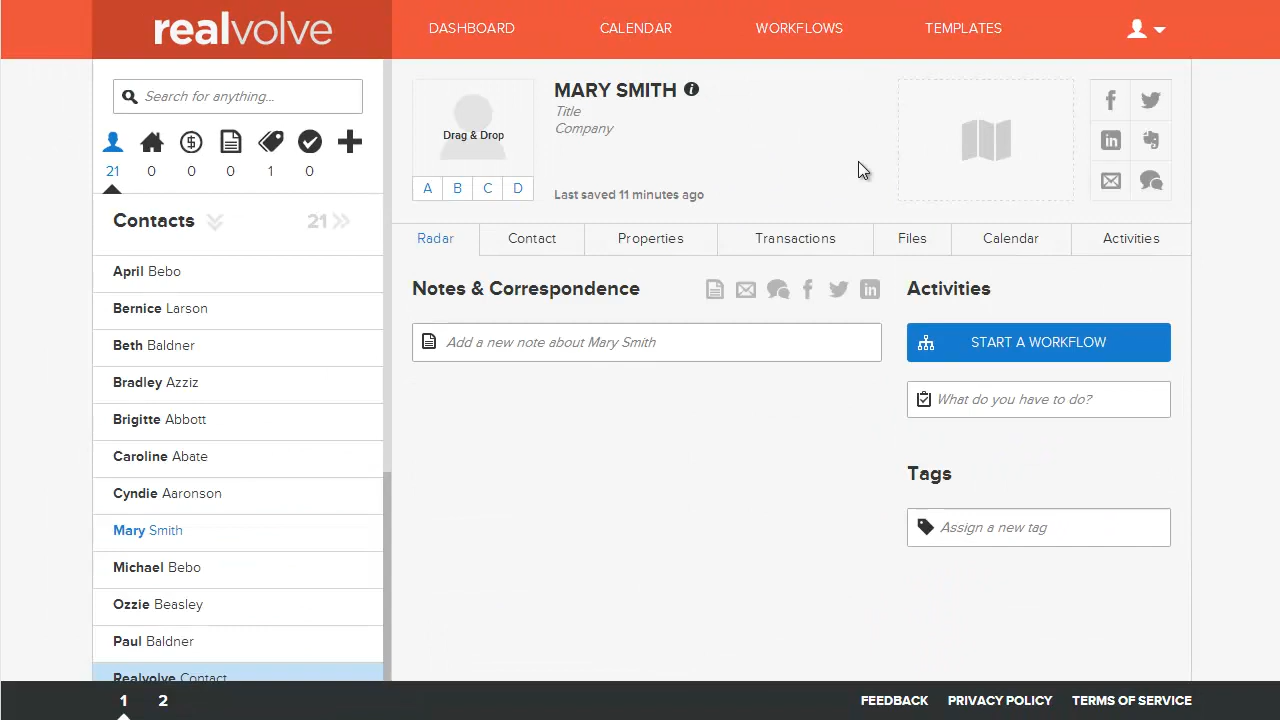 realvolve
DASHBOARD
CALENDAR
WORKFLOWS
TEMPLATES
Search for anything...
21
0
0
0
1
0
Contacts
21
April Bebo
Bernice Larson
Beth Baldner
Bradley Azziz
Brigitte Abbott
Caroline Abate
Cyndie Aaronson
Mary Smith
Michael Bebo
Ozzie Beasley
Paul Baldner
Realvolve Contact
1 2
Drag & Drop
A B C D
MARY SMITH
Title
Company
Last saved 11 minutes ago
Radar
Contact
Properties
Transactions
Files
Calendar
Activities
Notes & Correspondence
Add a new note about Mary Smith
Activities
START A WORKFLOW
What do you have to do?
Tags
Assign a new tag
FEEDBACK
PRIVACY POLICY
TERMS OF SERVICE